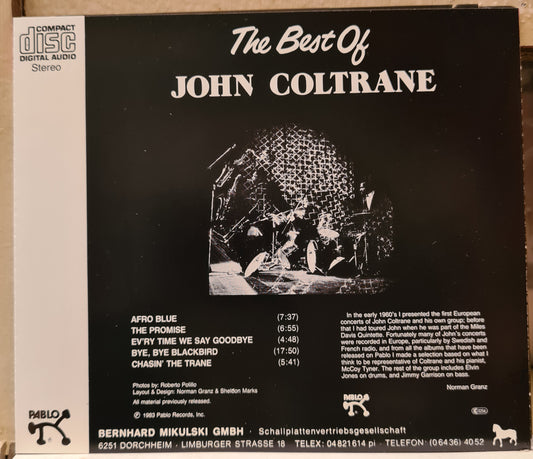 COMPACT
disc
DIGITAL AUDIO
Stereo
The Best Of
JOHN COLTRANE
AFRO BLUE (7:37)
THE PROMISE (6:55)
EV'RY TIME WE SAY GOODBYE (4:48)
BYE, BYE BLACKBIRD (17:50)
CHASIN' THE TRANE (5:41)
Photos by: Roberto Polillo
Layout & Design: Norman Granz & Sheldon Marks
All material previously released.
© 1983 Pablo Records, Inc.
In the early 1960's I presented the first European
concerts of John Coltrane and his own group; before
that I had toured John when he was part of the Miles
Davis Quintette. Fortunately many of John's concerts
were recorded in Europe, particularly by Swedish and
French radio, and from all the albums that have been
released on Pablo I made a selection based on what I
think to be representative of Coltrane and his pianist,
McCoy Tyner. The rest of the group includes Elvin
Jones on drums, and Jimmy Garrison on bass.
Norman Granz
PABLO
PABLO
BERNHARD MIKULSKI GMBH · Schallplattenvertriebsgesellschaft
6251 DORCHHEIM · LIMBURGER STRASSE 18 · TELEX: 04 821 614 pi · TELEFON: (0 64 36) 40 52